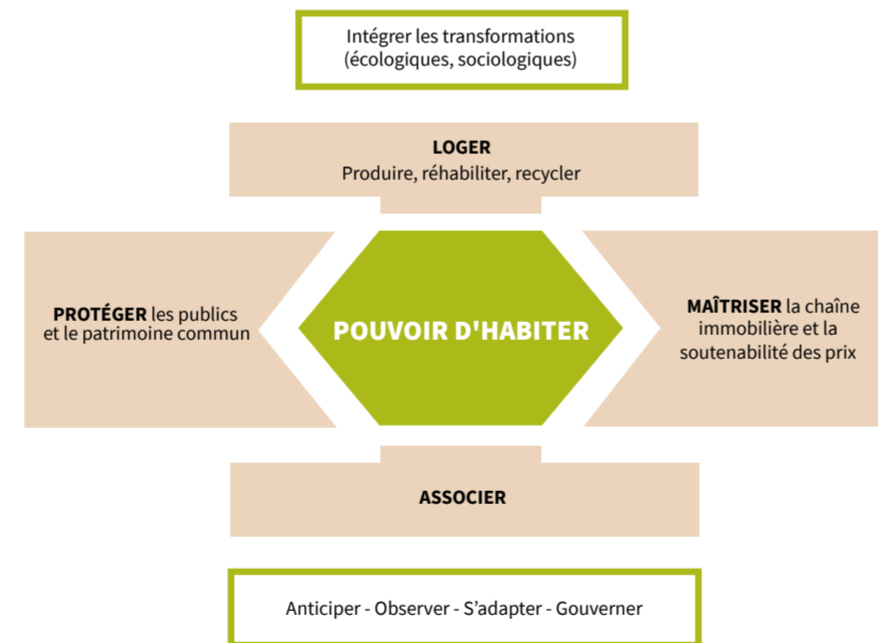 Intégrer les transformations
(écologiques, sociologiques)
LOGER
Produire, réhabiliter, recycler
PROTÉGER les publics
et le patrimoine commun
POUVOIR D'HABITER
MAÎTRISER la chaîne
immobilière et la
soutenabilité des prix
ASSOCIER
Anticiper - Observer - S’adapter - Gouverner